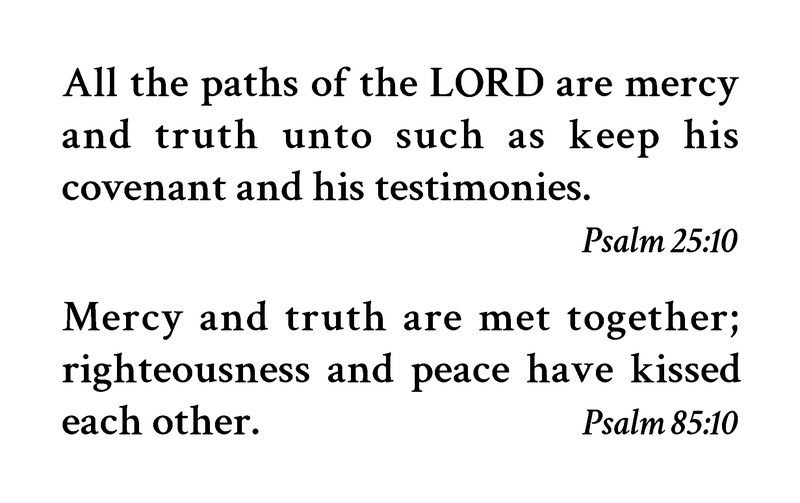 All the paths of the LORD are mercy
and truth unto such as keep his
covenant and his testimonies.
Psalm 25:10
Mercy and truth are met together;
righteousness and peace have kissed
each other. Psalm 85:10